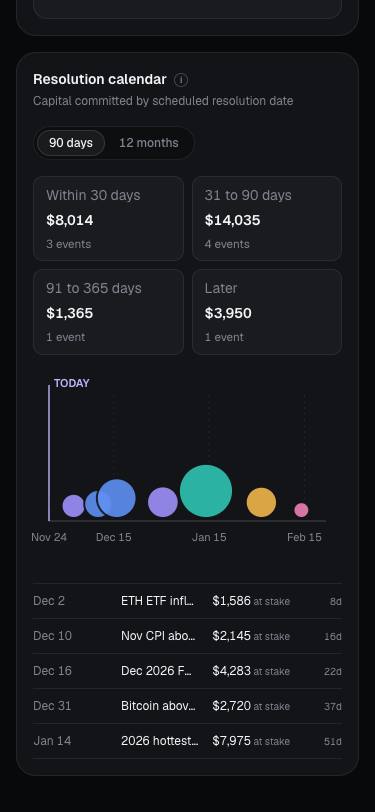 Resolution calendar
Capital committed by scheduled resolution date
90 days 12 months
Within 30 days
$8,014
3 events
31 to 90 days
$14,035
4 events
91 to 365 days
$1,365
1 event
Later
$3,950
1 event
TODAY
Nov 24 Dec 15 Jan 15 Feb 15
Dec 2 ETH ETF infl... $1,586 at stake 8d
Dec 10 Nov CPI abo... $2,145 at stake 16d
Dec 16 Dec 2026 F... $4,283 at stake 22d
Dec 31 Bitcoin abov... $2,720 at stake 37d
Jan 14 2026 hottest... $7,975 at stake 51d